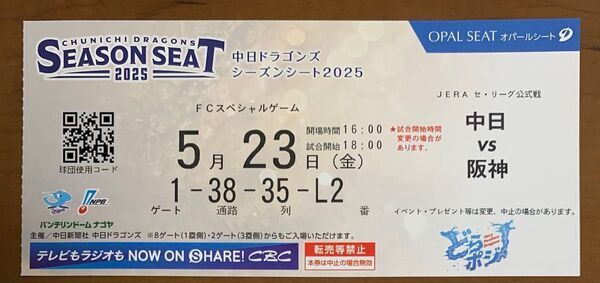 CHUNICHI DRAGONS
SEASON SEAT
2025
中日ドラゴンズ
シーズンシート2025
OPAL SEAT オパールシート
FCスペシャルゲーム
JERA セ・リーグ公式戦
開場時間 16:00
試合開始 18:00
★試合開始時間
変更の場合が
あります。
5月23日(金)
中日
vs
阪神
球団使用コード
1-38-35-L2
ゲート 通路 列 番
NPB
バンテリンドーム ナゴヤ
イベント・プレゼント等は変更、中止の場合があります。
主催/中日新聞社 中日ドラゴンズ ※8ゲート(1塁側)・2ゲート(3塁側)からもご入場いただけます。
テレビもラジオも NOW ON SHARE! CBC
転売等禁止
本券は中止の場合無効
どらポジ